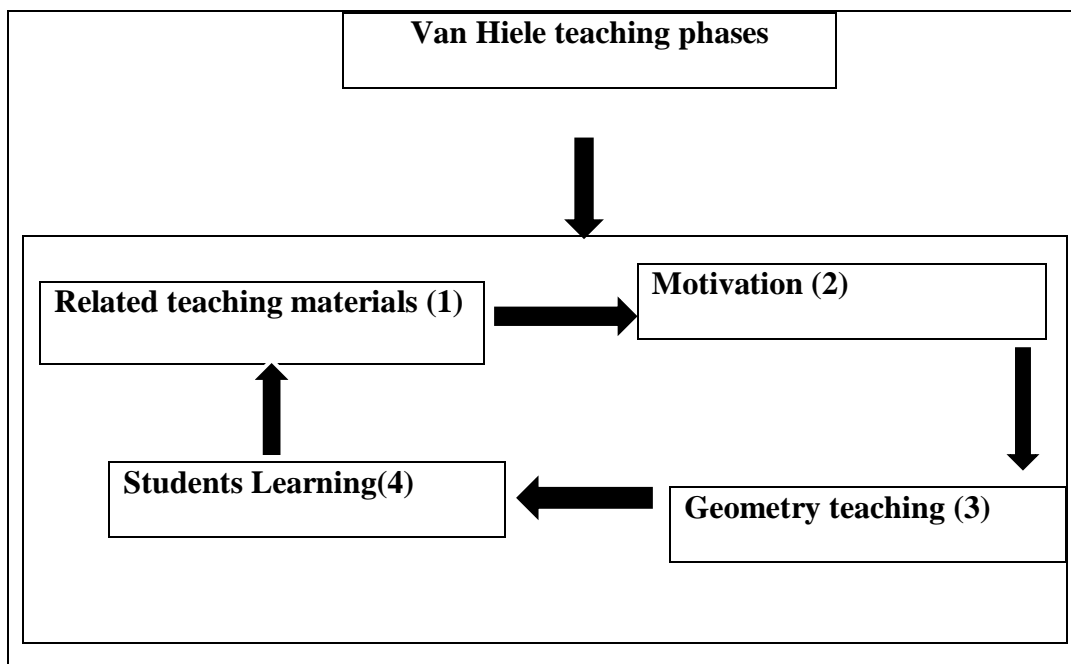 Van Hiele teaching phases
Related teaching materials (1)
Motivation (2)
Students Learning(4)
Geometry teaching (3)